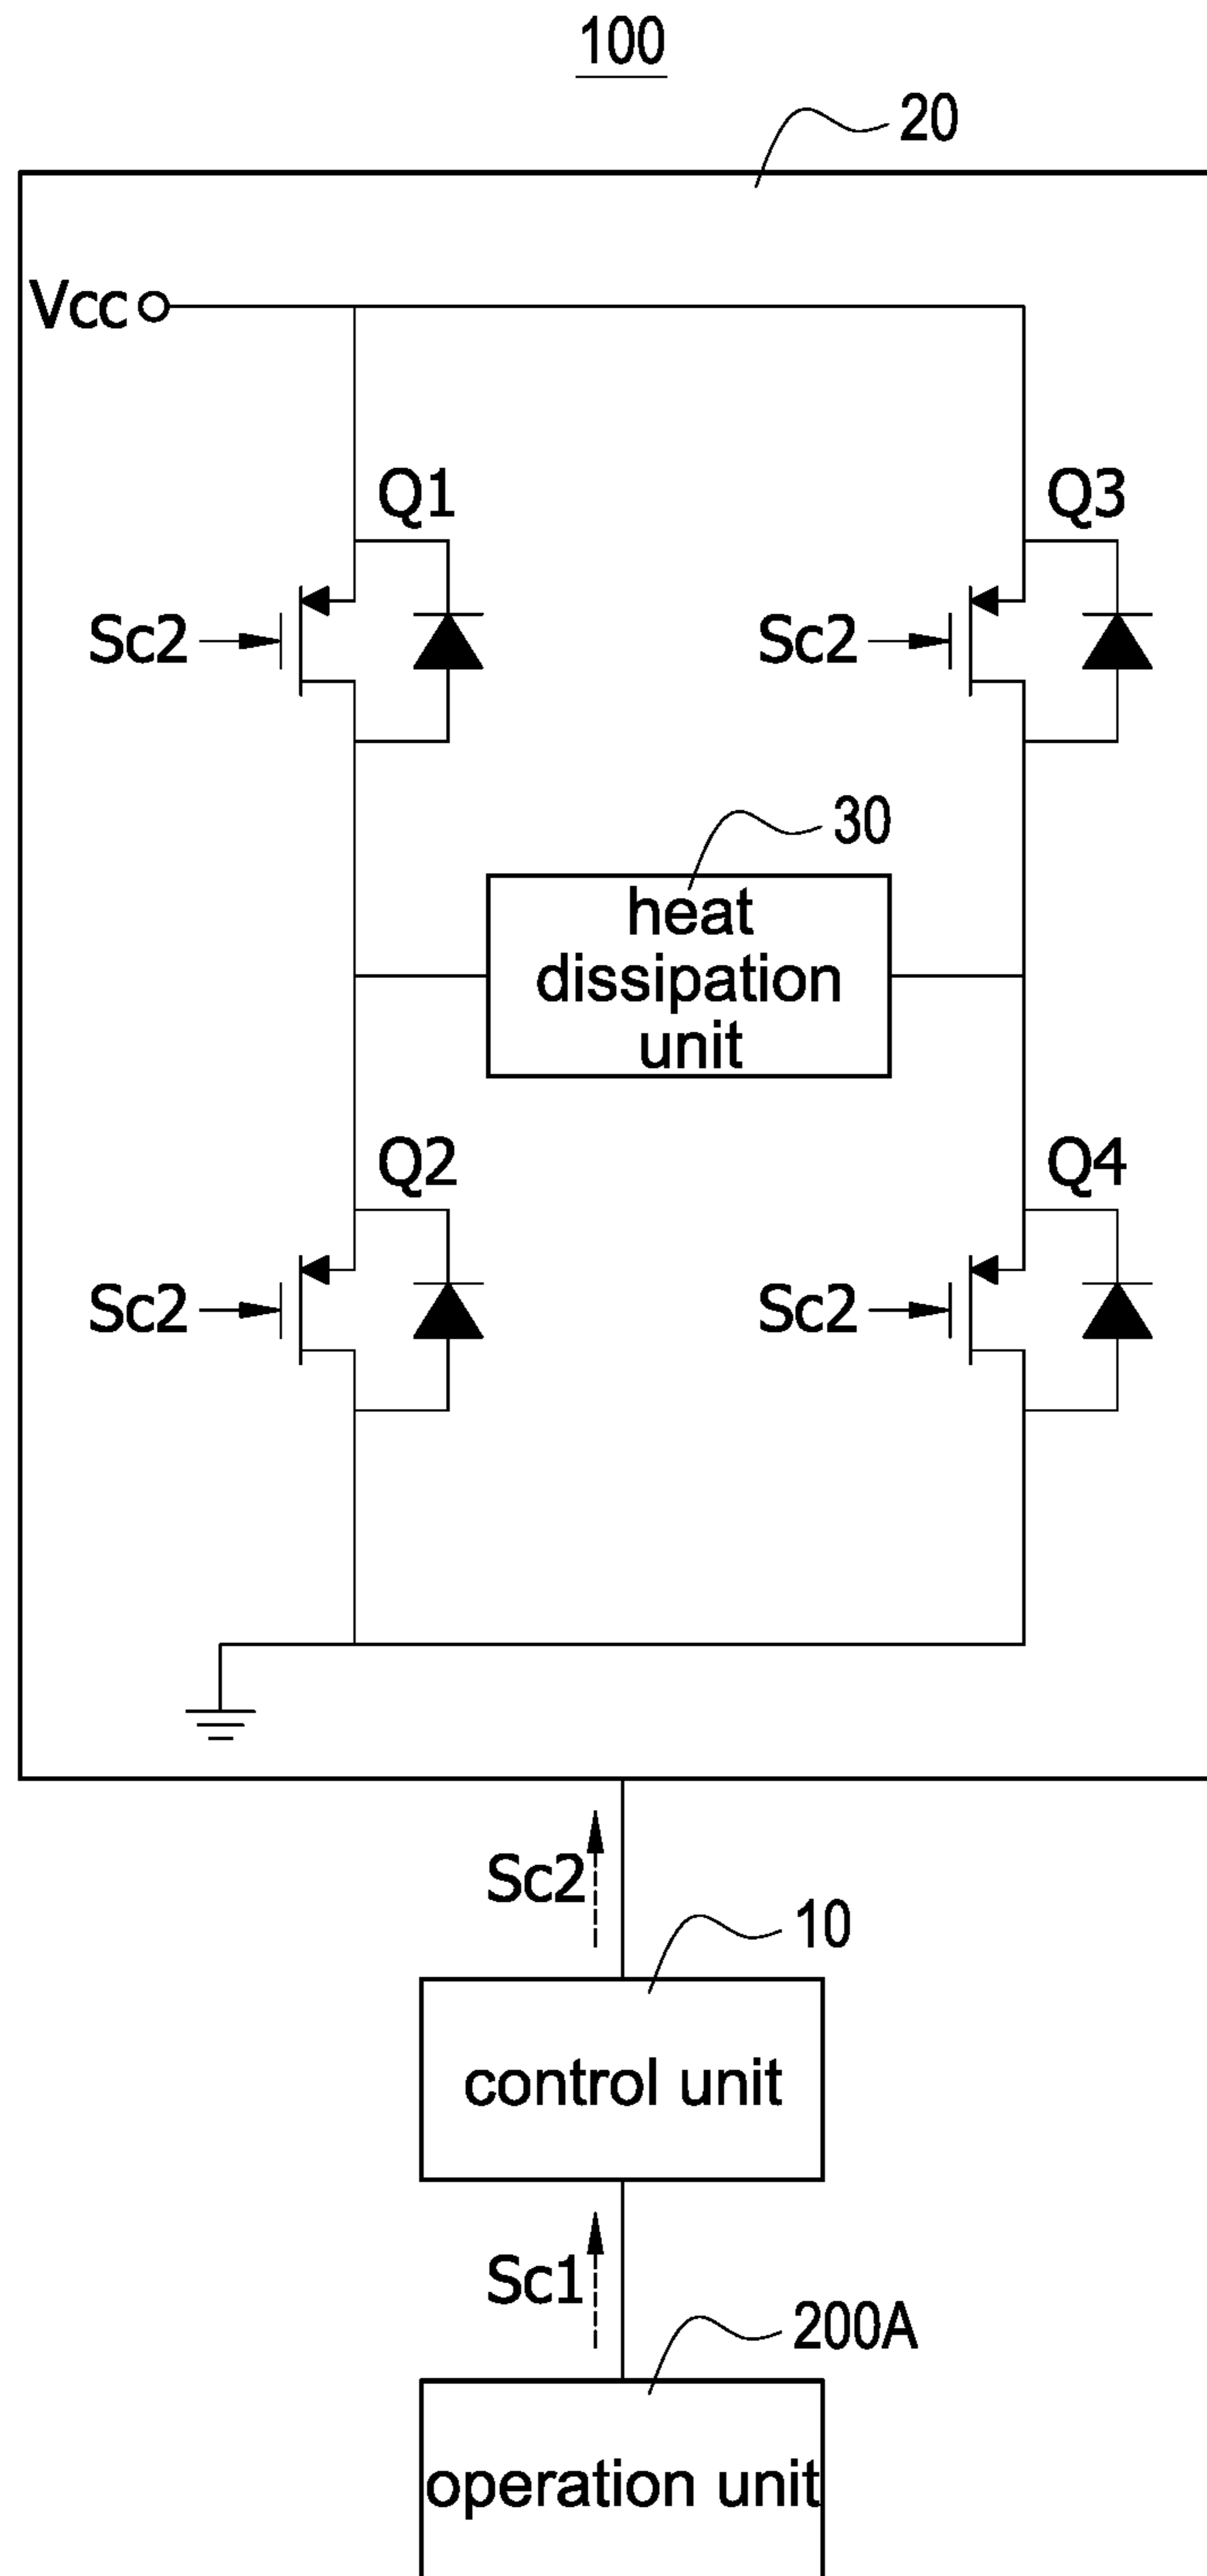 100
20
Vcc
Q1
Q3
Sc2
Sc2
30
heat
dissipation
unit
Q2
Q4
Sc2
Sc2
Sc2
10
control unit
Sc1
200A
operation unit